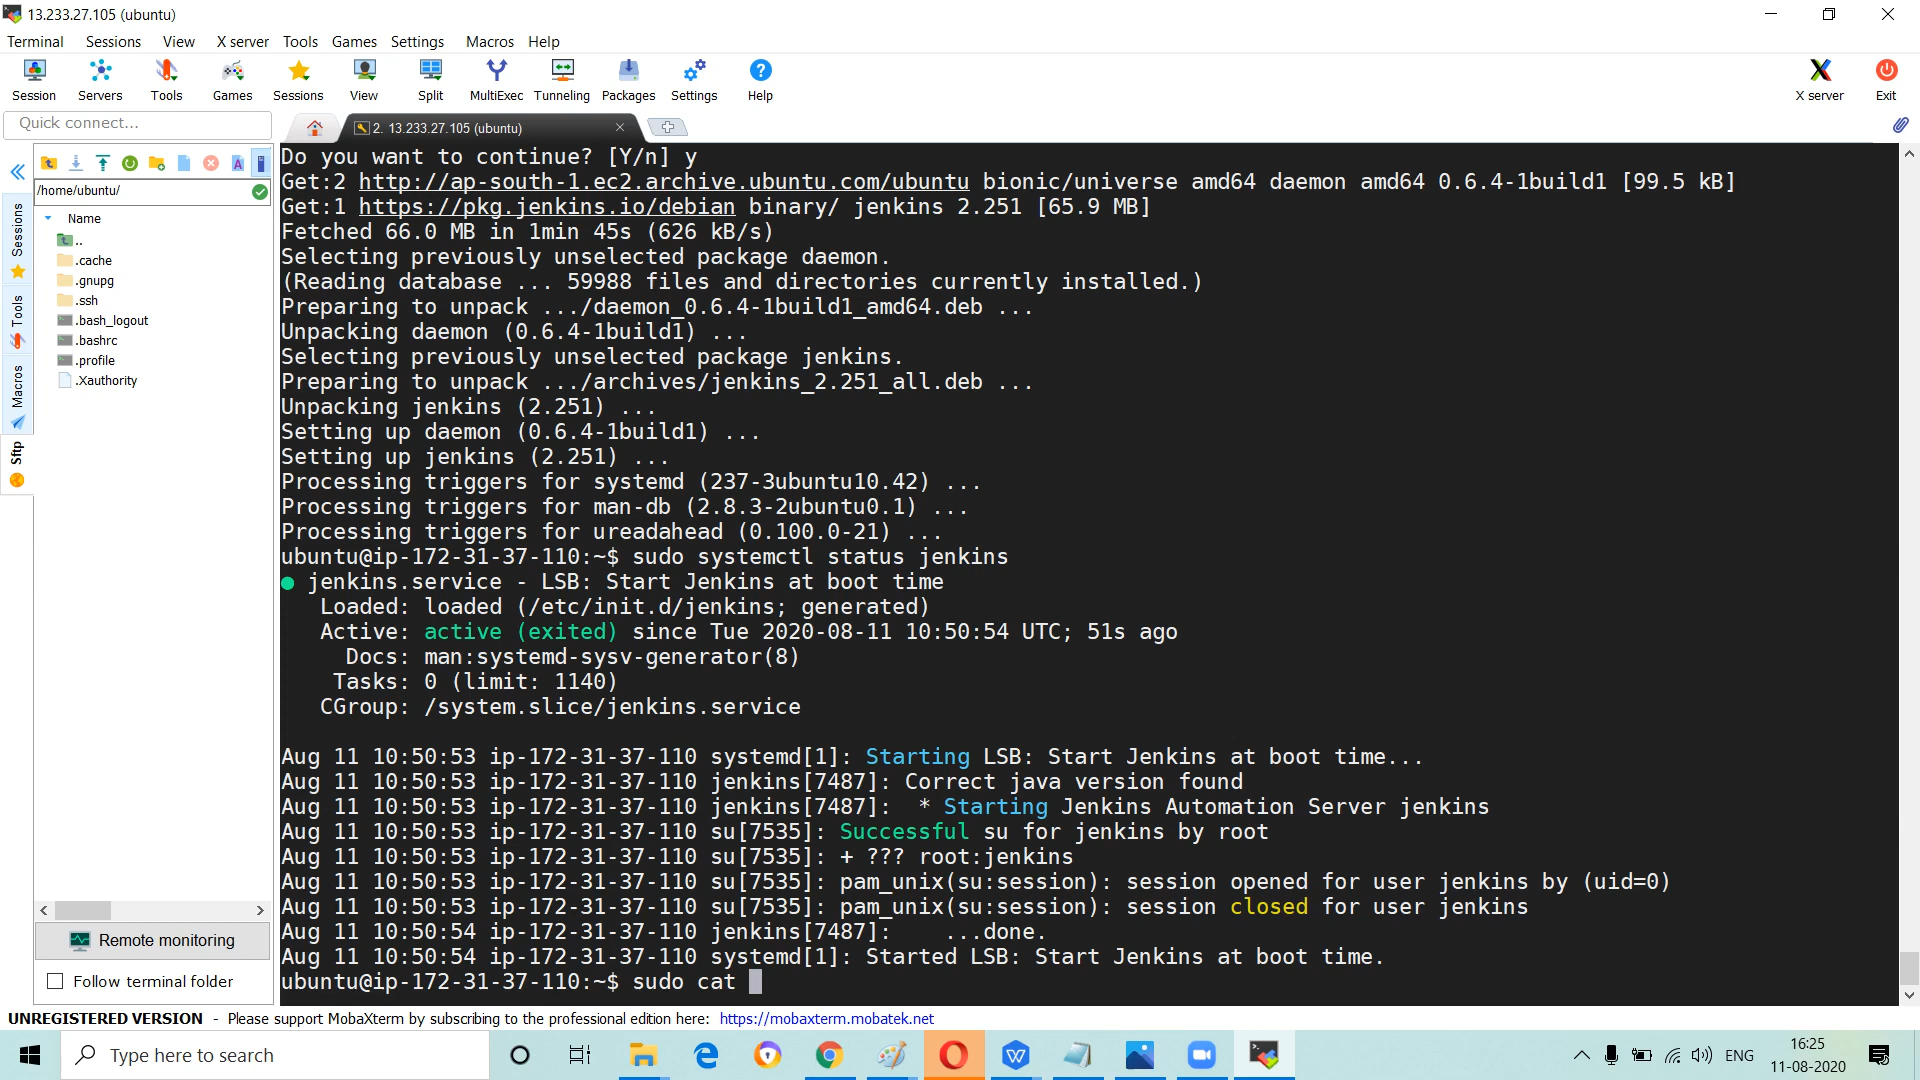 13.233.27.105 (ubuntu)
Terminal Sessions View X server Tools Games Settings Macros Help
Session Servers Tools Games Sessions View Split MultiExec Tunneling Packages Settings Help X server Exit
Quick connect...
2. 13.233.27.105 (ubuntu)
/home/ubuntu/
Name
..
.cache
.gnupg
.ssh
.bash_logout
.bashrc
.profile
.Xauthority
Sessions
Tools
Macros
Sftp
Remote monitoring
Follow terminal folder
Do you want to continue? [Y/n] y
Get:2 http://ap-south-1.ec2.archive.ubuntu.com/ubuntu bionic/universe amd64 daemon amd64 0.6.4-1build1 [99.5 kB]
Get:1 https://pkg.jenkins.io/debian binary/ jenkins 2.251 [65.9 MB]
Fetched 66.0 MB in 1min 45s (626 kB/s)
Selecting previously unselected package daemon.
(Reading database ... 59988 files and directories currently installed.)
Preparing to unpack .../daemon_0.6.4-1build1_amd64.deb ...
Unpacking daemon (0.6.4-1build1) ...
Selecting previously unselected package jenkins.
Preparing to unpack .../archives/jenkins_2.251_all.deb ...
Unpacking jenkins (2.251) ...
Setting up daemon (0.6.4-1build1) ...
Setting up jenkins (2.251) ...
Processing triggers for systemd (237-3ubuntu10.42) ...
Processing triggers for man-db (2.8.3-2ubuntu0.1) ...
Processing triggers for ureadahead (0.100.0-21) ...
ubuntu@ip-172-31-37-110:~$ sudo systemctl status jenkins
● jenkins.service - LSB: Start Jenkins at boot time
Loaded: loaded (/etc/init.d/jenkins; generated)
Active: active (exited) since Tue 2020-08-11 10:50:54 UTC; 51s ago
Docs: man:systemd-sysv-generator(8)
Tasks: 0 (limit: 1140)
CGroup: /system.slice/jenkins.service
Aug 11 10:50:53 ip-172-31-37-110 systemd[1]: Starting LSB: Start Jenkins at boot time...
Aug 11 10:50:53 ip-172-31-37-110 jenkins[7487]: Correct java version found
Aug 11 10:50:53 ip-172-31-37-110 jenkins[7487]:  * Starting Jenkins Automation Server jenkins
Aug 11 10:50:53 ip-172-31-37-110 su[7535]: Successful su for jenkins by root
Aug 11 10:50:53 ip-172-31-37-110 su[7535]: + ??? root:jenkins
Aug 11 10:50:53 ip-172-31-37-110 su[7535]: pam_unix(su:session): session opened for user jenkins by (uid=0)
Aug 11 10:50:53 ip-172-31-37-110 su[7535]: pam_unix(su:session): session closed for user jenkins
Aug 11 10:50:54 ip-172-31-37-110 jenkins[7487]:    ...done.
Aug 11 10:50:54 ip-172-31-37-110 systemd[1]: Started LSB: Start Jenkins at boot time.
ubuntu@ip-172-31-37-110:~$ sudo cat
UNREGISTERED VERSION - Please support MobaXterm by subscribing to the professional edition here: https://mobaxterm.mobatek.net
Type here to search
ENG
16:25
11-08-2020